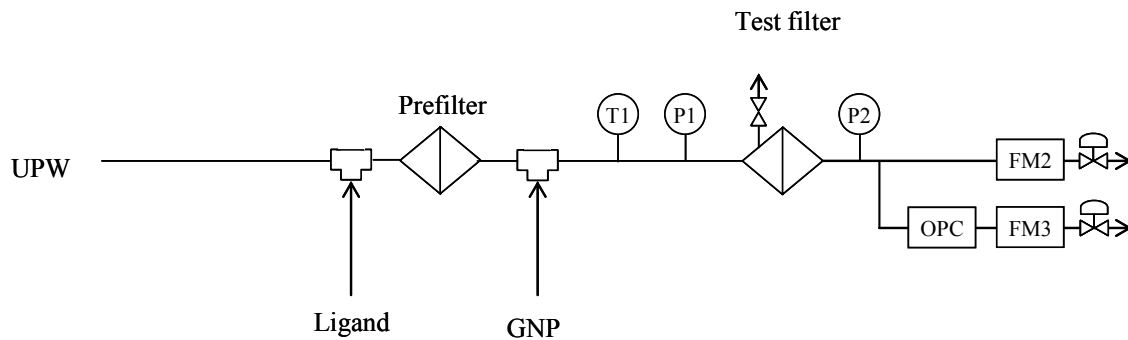 Test filter
Prefilter
T1
P1
P2
UPW
FM2
OPC
FM3
Ligand
GNP